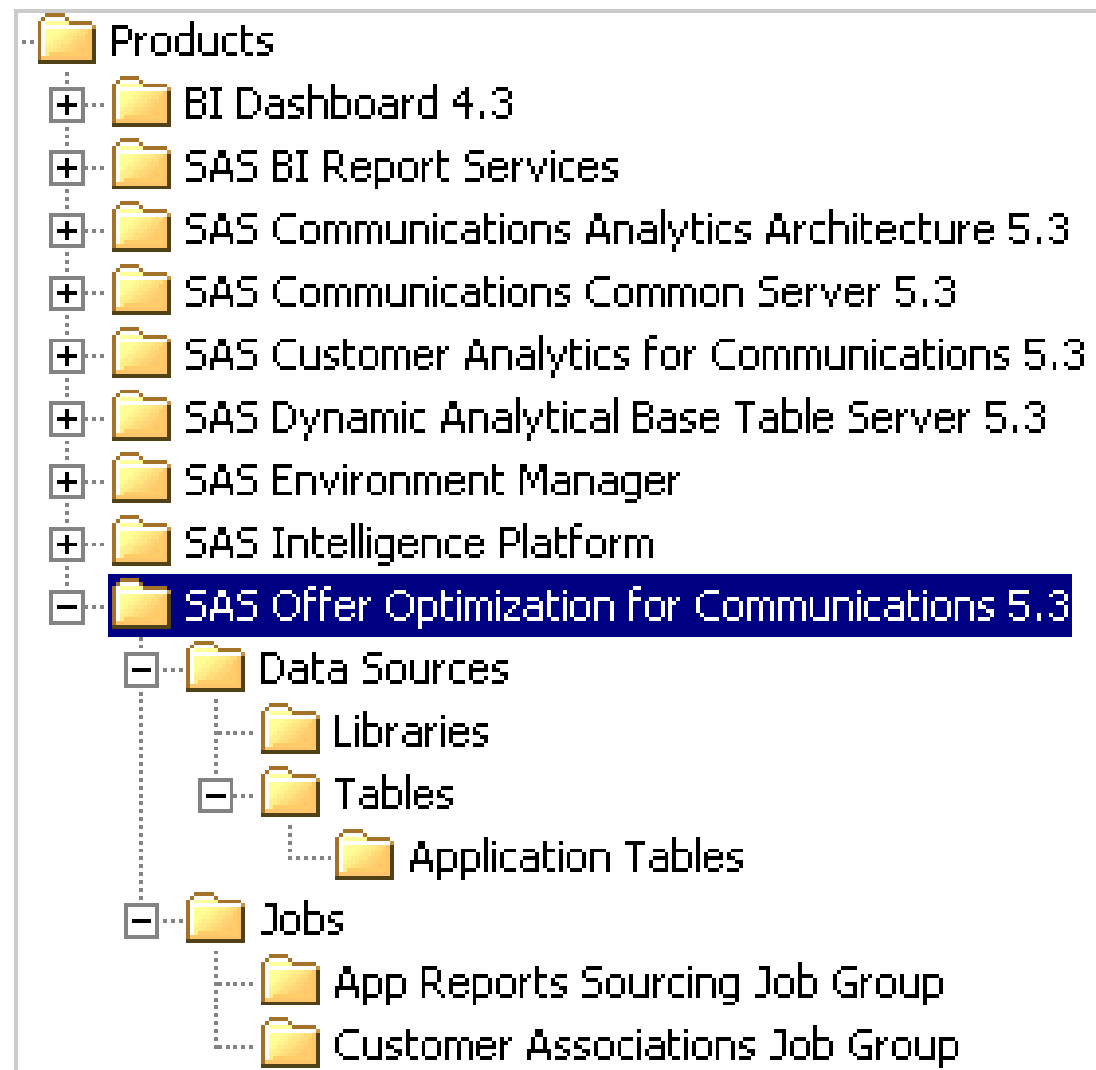 Products
BI Dashboard 4.3
SAS BI Report Services
SAS Communications Analytics Architecture 5.3
SAS Communications Common Server 5.3
SAS Customer Analytics for Communications 5.3
SAS Dynamic Analytical Base Table Server 5.3
SAS Environment Manager
SAS Intelligence Platform
SAS Offer Optimization for Communications 5.3
Data Sources
Libraries
Tables
Application Tables
Jobs
App Reports Sourcing Job Group
Customer Associations Job Group